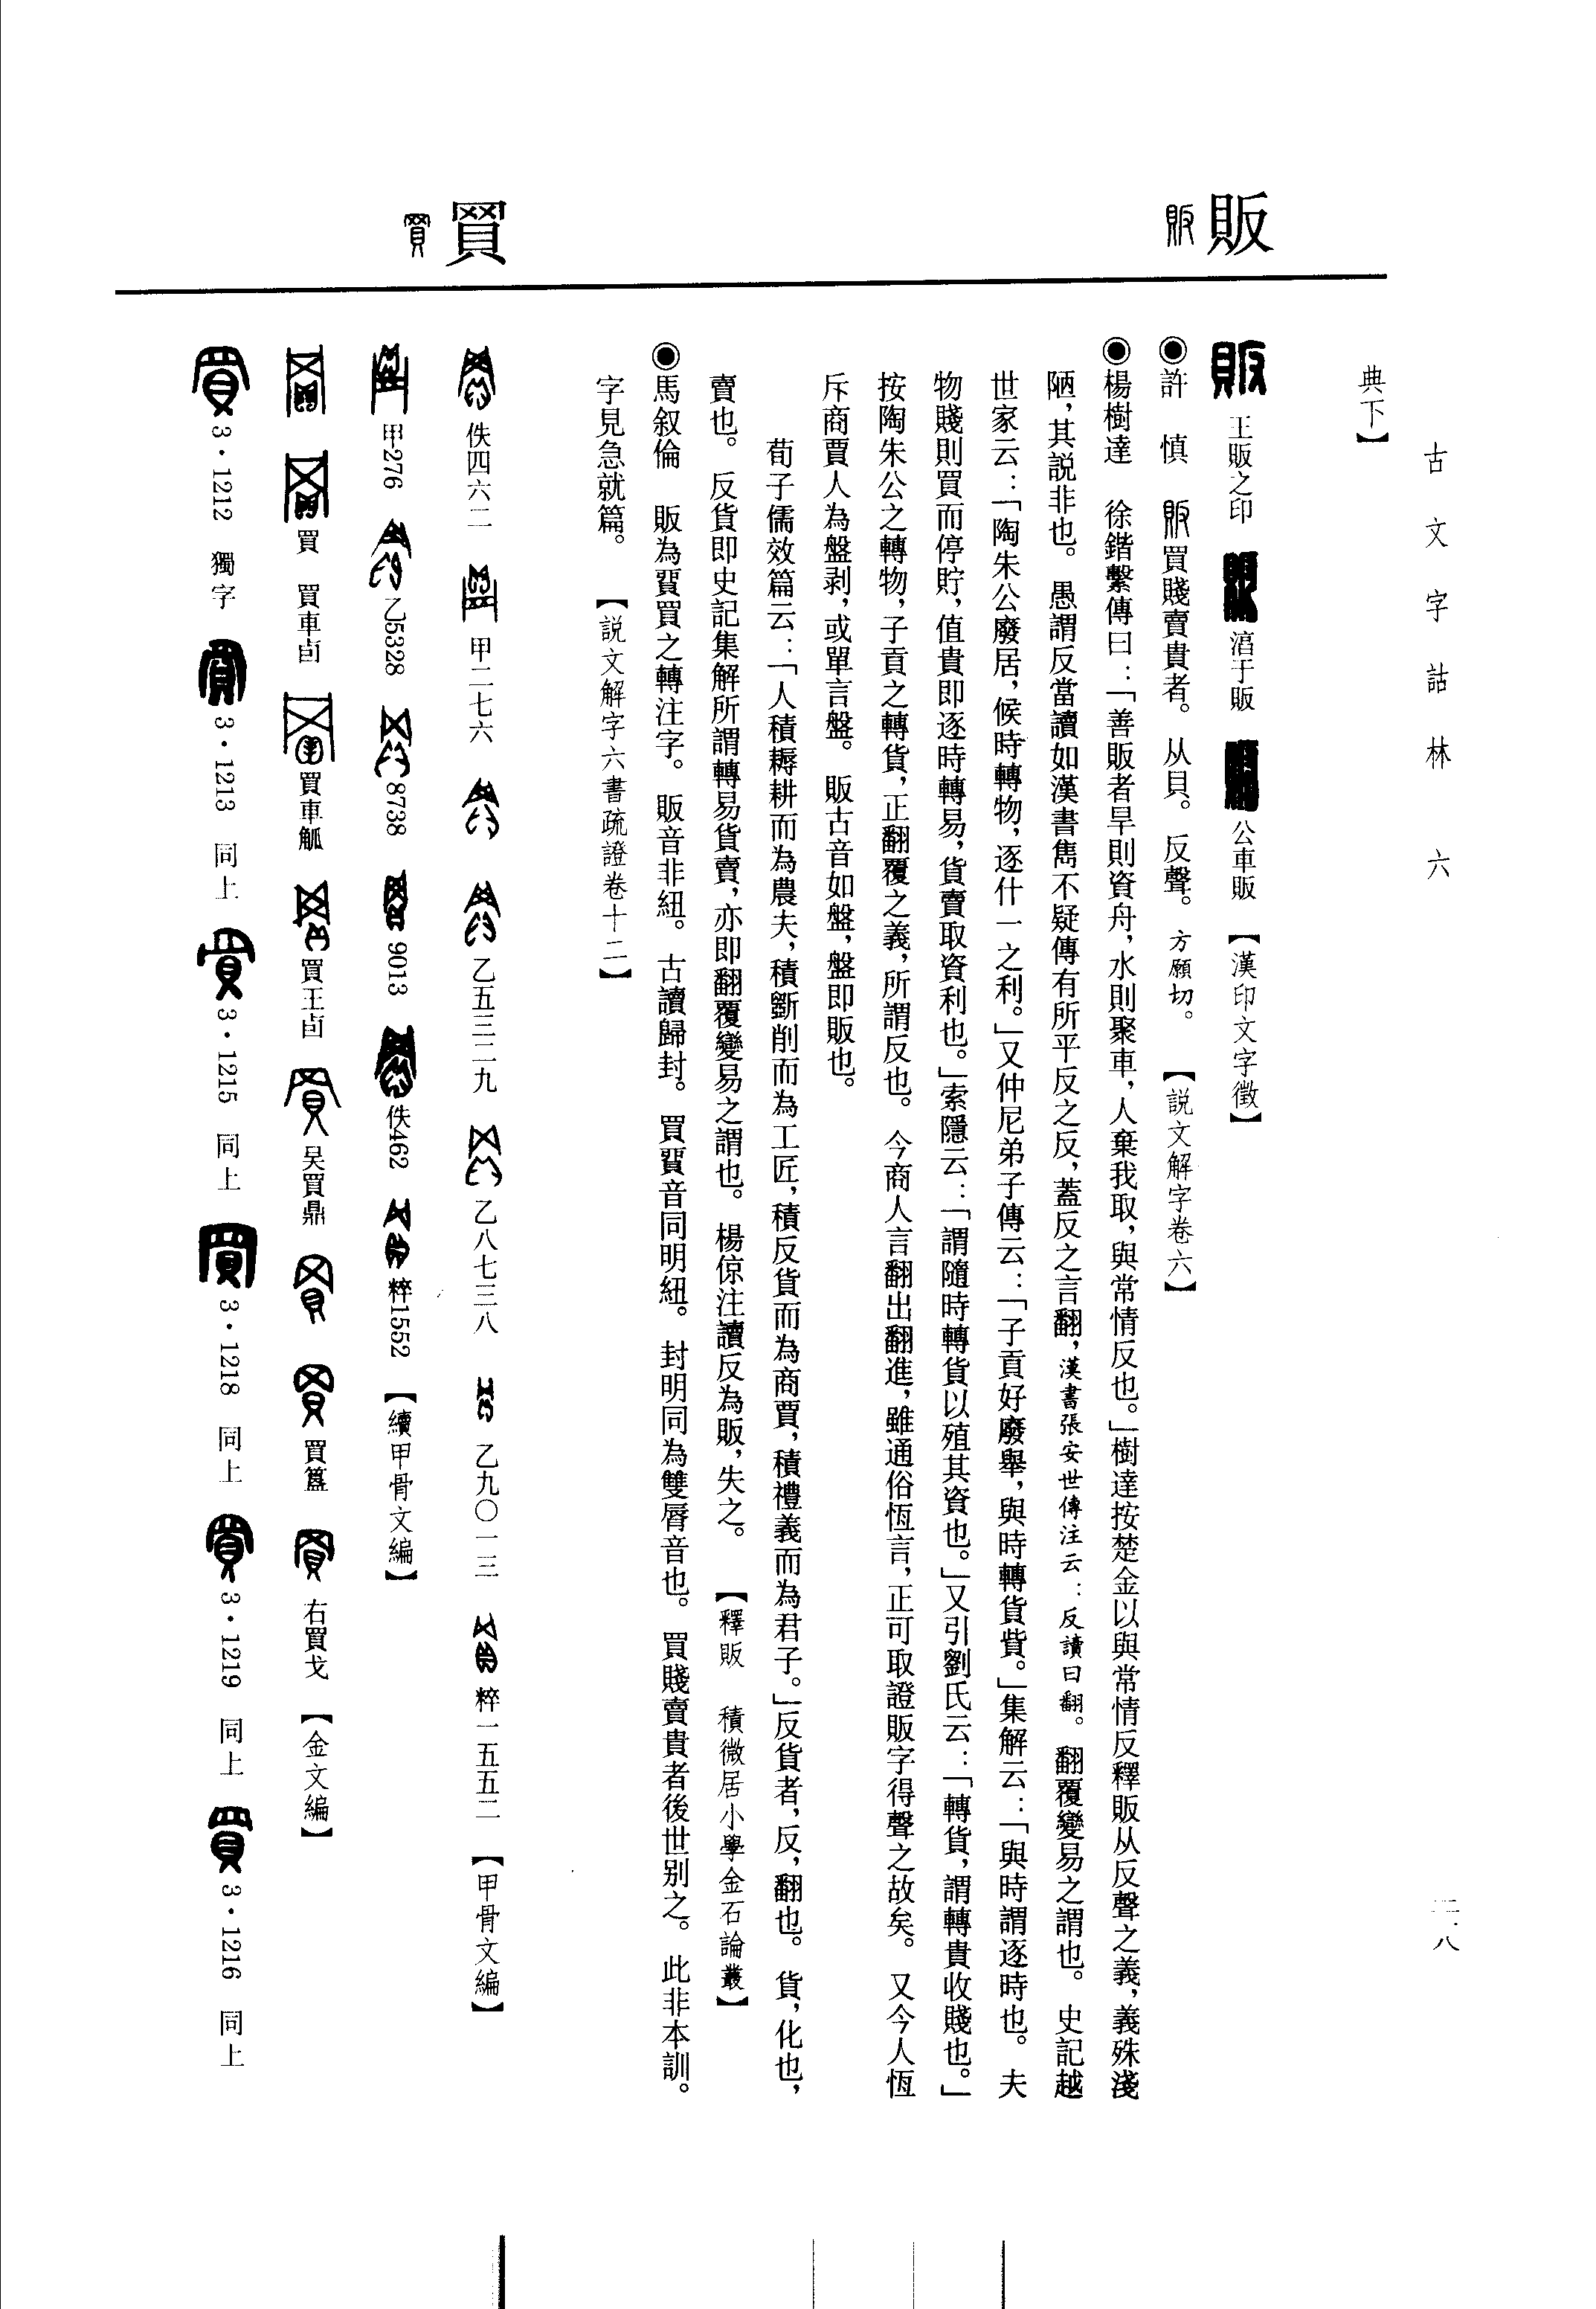 古文字詁林 六
典下】
販
王販之印 㵒于販 公車販 【漢印文字徵】
◉許 慎 販買賤賣貴者。从貝。反聲。方願切。 【説文解字卷六】
◉楊樹達 徐鍇繫傳曰：「善販者旱則資舟，水則聚車，人棄我取，與常情反也。」樹達按楚金以與常情反釋販从反聲之義，義殊淺
陋，其説非也。愚謂反當讀如漢書雋不疑傳有所平反之反，蓋反之言翻，漢書張安世傳注云：反讀曰翻。翻覆變易之謂也。史記越
世家云：「陶朱公廢居，候時轉物，逐什一之利。」又仲尼弟子傳云：「子貢好廢舉，與時轉貨貲。」集解云：「與時謂逐時也。夫
物賤則買而停貯，值貴即逐時轉易，貨賣取資利也。」索隱云：「謂隨時轉貨以殖其資也。」又引劉氏云：「轉貨，謂轉貴收賤也。」
按陶朱公之轉物，子貢之轉貨，正翻覆之義，所謂反也。今商人言翻出翻進，雖通俗恆言，正可取證販字得聲之故矣。又今人恆
斥商賈人為盤剥，或單言盤。販古音如盤，盤即販也。
荀子儒效篇云：「人積耨耕而為農夫，積斵削而為工匠，積反貨而為商賈，積禮義而為君子。」反貨者，反，翻也。貨，化也，
賣也。反貨即史記集解所謂轉易貨賣，亦即翻覆變易之謂也。楊倞注讀反為販，失之。 【釋販 積微居小學金石論叢】
◉馬叙倫 販為買之轉注字。販音非紐。古讀歸封。買音同明紐。封明同為雙脣音也。買賤賣貴者後世别之。此非本訓。
字見急就篇。 【説文解字六書疏證卷十二】
買
佚四六二 甲二七六 乙五三二九 乙八七三八 乙九〇一三 粹一五五二 【甲骨文編】
甲276 乙5328 8738 9013 佚462 粹1552 【續甲骨文編】
買 買車卣 買車觚 買王卣 吴買鼎 買簋 右買戈 【金文編】
3·1212 獨字 3·1213 同上 3·1215 同上 3·1218 同上 3·1219 同上 3·1216 同上